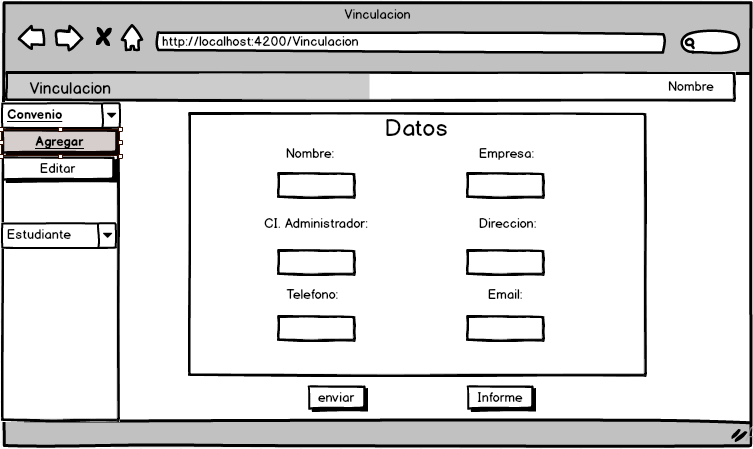 Vinculacion
http://localhost:4200/Vinculacion
Vinculacion
Nombre
Convenio
Agregar
Editar
Estudiante
Datos
Nombre:
Empresa:
CI. Administrador:
Direccion:
Telefono:
Email:
enviar
Informe